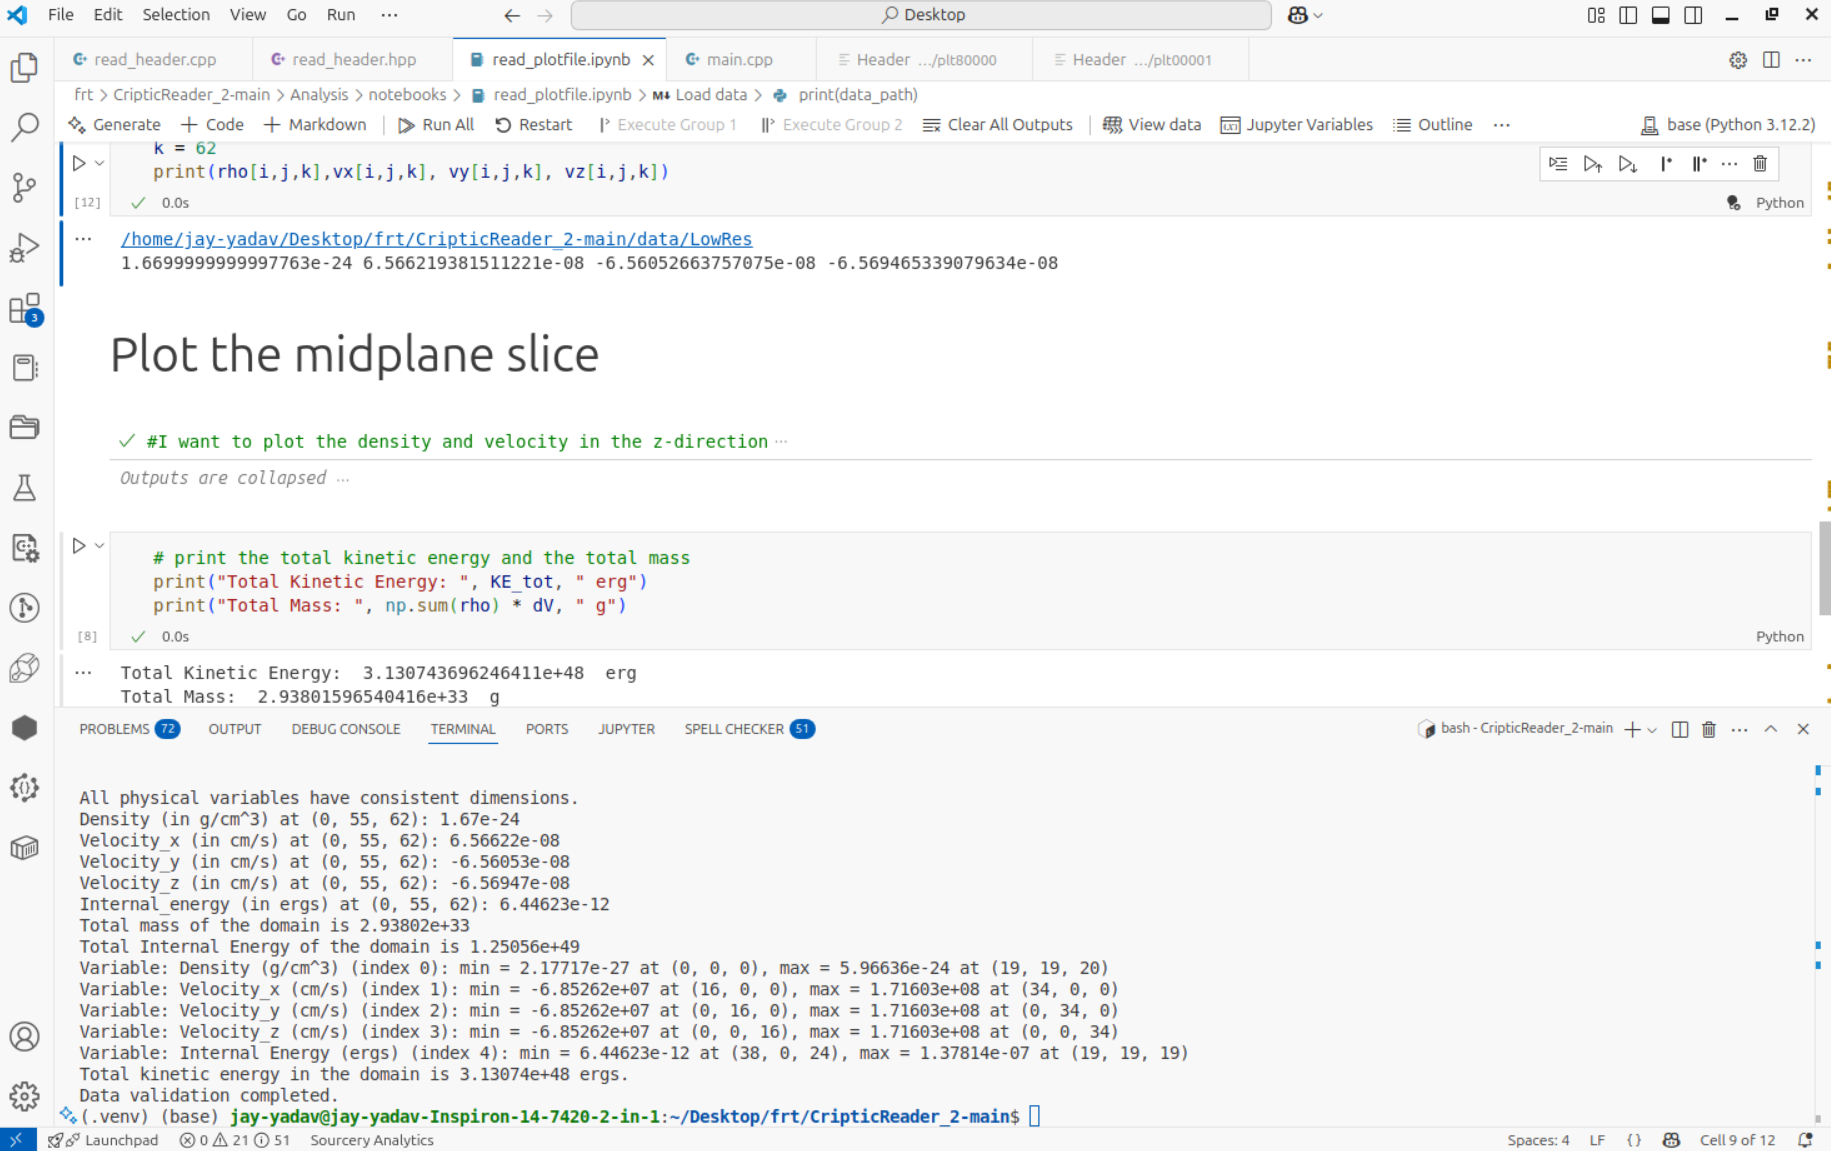 File Edit Selection View Go Run ···
Desktop
read_header.cpp read_header.hpp read_plotfile.ipynb main.cpp Header .../plt80000 Header .../plt00001
frt > CripticReader_2-main > Analysis > notebooks > read_plotfile.ipynb > M↓ Load data > print(data_path)
Generate + Code + Markdown Run All Restart Execute Group 1 Execute Group 2 Clear All Outputs View data Jupyter Variables Outline ··· base (Python 3.12.2)
k = 62
print(rho[i,j,k],vx[i,j,k], vy[i,j,k], vz[i,j,k])
[12] ✓ 0.0s Python
/home/jay-yadav/Desktop/frt/CripticReader_2-main/data/LowRes
1.6699999999997763e-24 6.566219381511221e-08 -6.56052663757075e-08 -6.569465339079634e-08
Plot the midplane slice
#I want to plot the density and velocity in the z-direction ···
Outputs are collapsed ···
# print the total kinetic energy and the total mass
print("Total Kinetic Energy: ", KE_tot, " erg")
print("Total Mass: ", np.sum(rho) * dV, " g")
[8] ✓ 0.0s Python
Total Kinetic Energy:  3.130743696246411e+48  erg
Total Mass:  2.93801596540416e+33  g
PROBLEMS 72 OUTPUT DEBUG CONSOLE TERMINAL PORTS JUPYTER SPELL CHECKER 51 bash - CripticReader_2-main
All physical variables have consistent dimensions.
Density (in g/cm^3) at (0, 55, 62): 1.67e-24
Velocity_x (in cm/s) at (0, 55, 62): 6.56622e-08
Velocity_y (in cm/s) at (0, 55, 62): -6.56053e-08
Velocity_z (in cm/s) at (0, 55, 62): -6.56947e-08
Internal_energy (in ergs) at (0, 55, 62): 6.44623e-12
Total mass of the domain is 2.93802e+33
Total Internal Energy of the domain is 1.25056e+49
Variable: Density (g/cm^3) (index 0): min = 2.17717e-27 at (0, 0, 0), max = 5.96636e-24 at (19, 19, 20)
Variable: Velocity_x (cm/s) (index 1): min = -6.85262e+07 at (16, 0, 0), max = 1.71603e+08 at (34, 0, 0)
Variable: Velocity_y (cm/s) (index 2): min = -6.85262e+07 at (0, 16, 0), max = 1.71603e+08 at (0, 34, 0)
Variable: Velocity_z (cm/s) (index 3): min = -6.85262e+07 at (0, 0, 16), max = 1.71603e+08 at (0, 0, 34)
Variable: Internal Energy (ergs) (index 4): min = 6.44623e-12 at (38, 0, 24), max = 1.37814e-07 at (19, 19, 19)
Total kinetic energy in the domain is 3.13074e+48 ergs.
Data validation completed.
(.venv) (base) jay-yadav@jay-yadav-Inspiron-14-7420-2-in-1:~/Desktop/frt/CripticReader_2-main$
Launchpad 0 21 51 Sourcery Analytics Spaces: 4 LF {} Cell 9 of 12
3